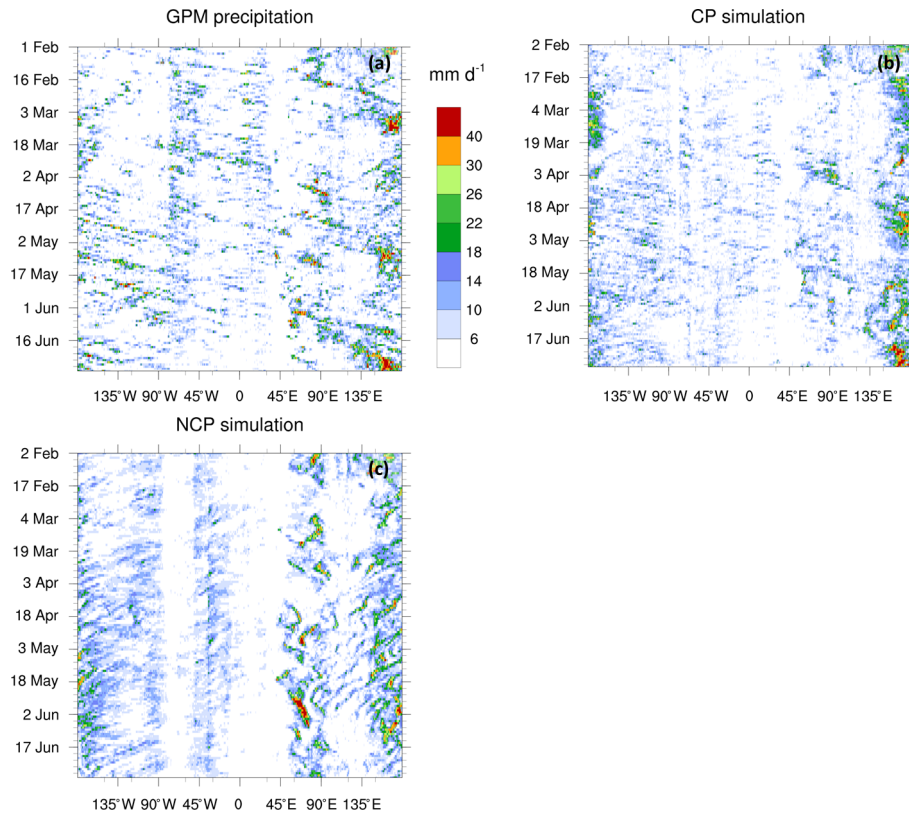 GPM precipitation
(a)
1 Feb
16 Feb
3 Mar
18 Mar
2 Apr
17 Apr
2 May
17 May
1 Jun
16 Jun
135°W 90°W 45°W 0 45°E 90°E 135°E
mm d⁻¹
40
30
26
22
18
14
10
6
CP simulation
(b)
2 Feb
17 Feb
4 Mar
19 Mar
3 Apr
18 Apr
3 May
18 May
2 Jun
17 Jun
135°W 90°W 45°W 0 45°E 90°E 135°E
NCP simulation
(c)
2 Feb
17 Feb
4 Mar
19 Mar
3 Apr
18 Apr
3 May
18 May
2 Jun
17 Jun
135°W 90°W 45°W 0 45°E 90°E 135°E